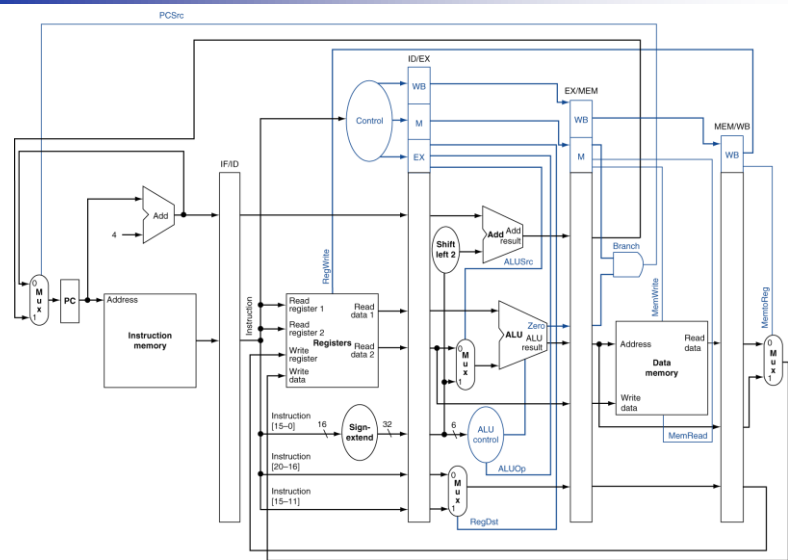 PCSrc
ID/EX
WB
EX/MEM
Control
M
WB
MEM/WB
EX
M
WB
IF/ID
Add
4
Add
Add
result
Shift
left 2
ALUSrc
Branch
RegWrite
MemWrite
MemtoReg
0
M
u
x
1
PC
Address
Instruction
memory
Instruction
Read
register 1
Read
data 1
Read
register 2
Registers
Read
data 2
Write
register
Write
data
0
M
u
x
1
Zero
ALU
ALU
result
Address
Read
data
Data
memory
Write
data
0
M
u
x
1
Instruction
[15–0]
16
Sign-
extend
32
6
ALU
control
MemRead
ALUOp
Instruction
[20–16]
Instruction
[15–11]
0
M
u
x
1
RegDst